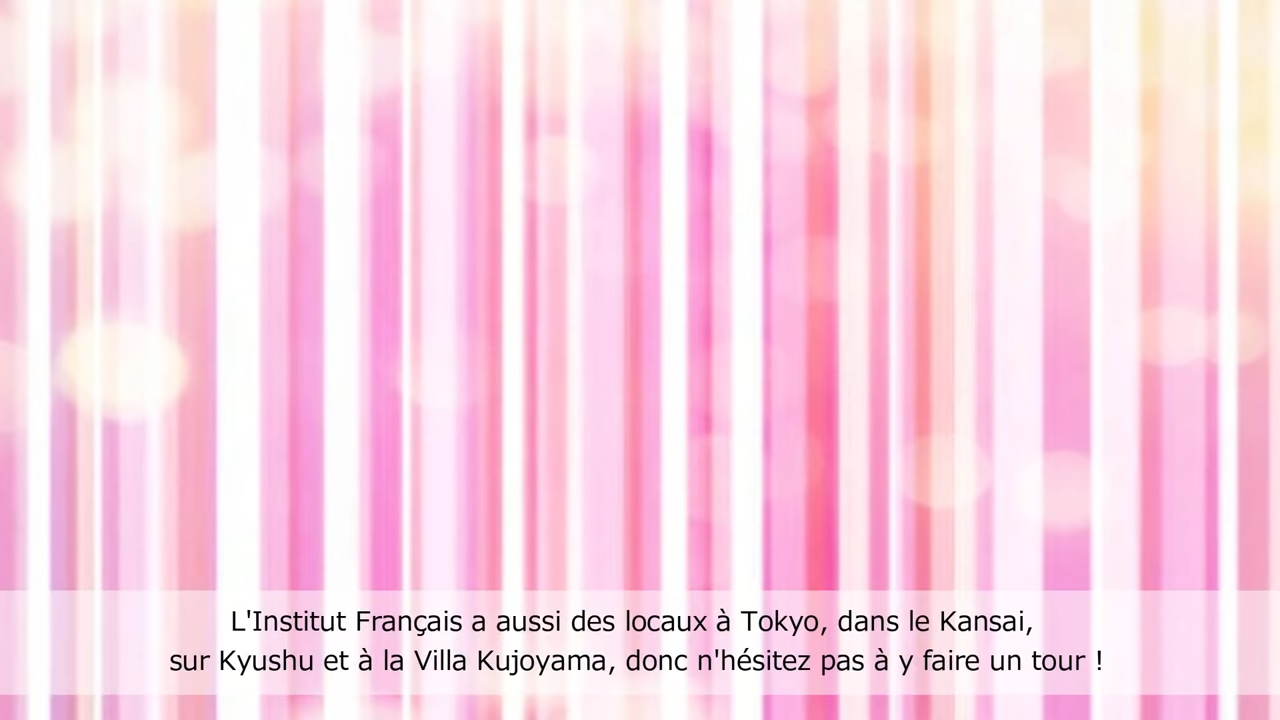 L'Institut Français a aussi des locaux à Tokyo, dans le Kansai,
sur Kyushu et à la Villa Kujoyama, donc n'hésitez pas à y faire un tour !